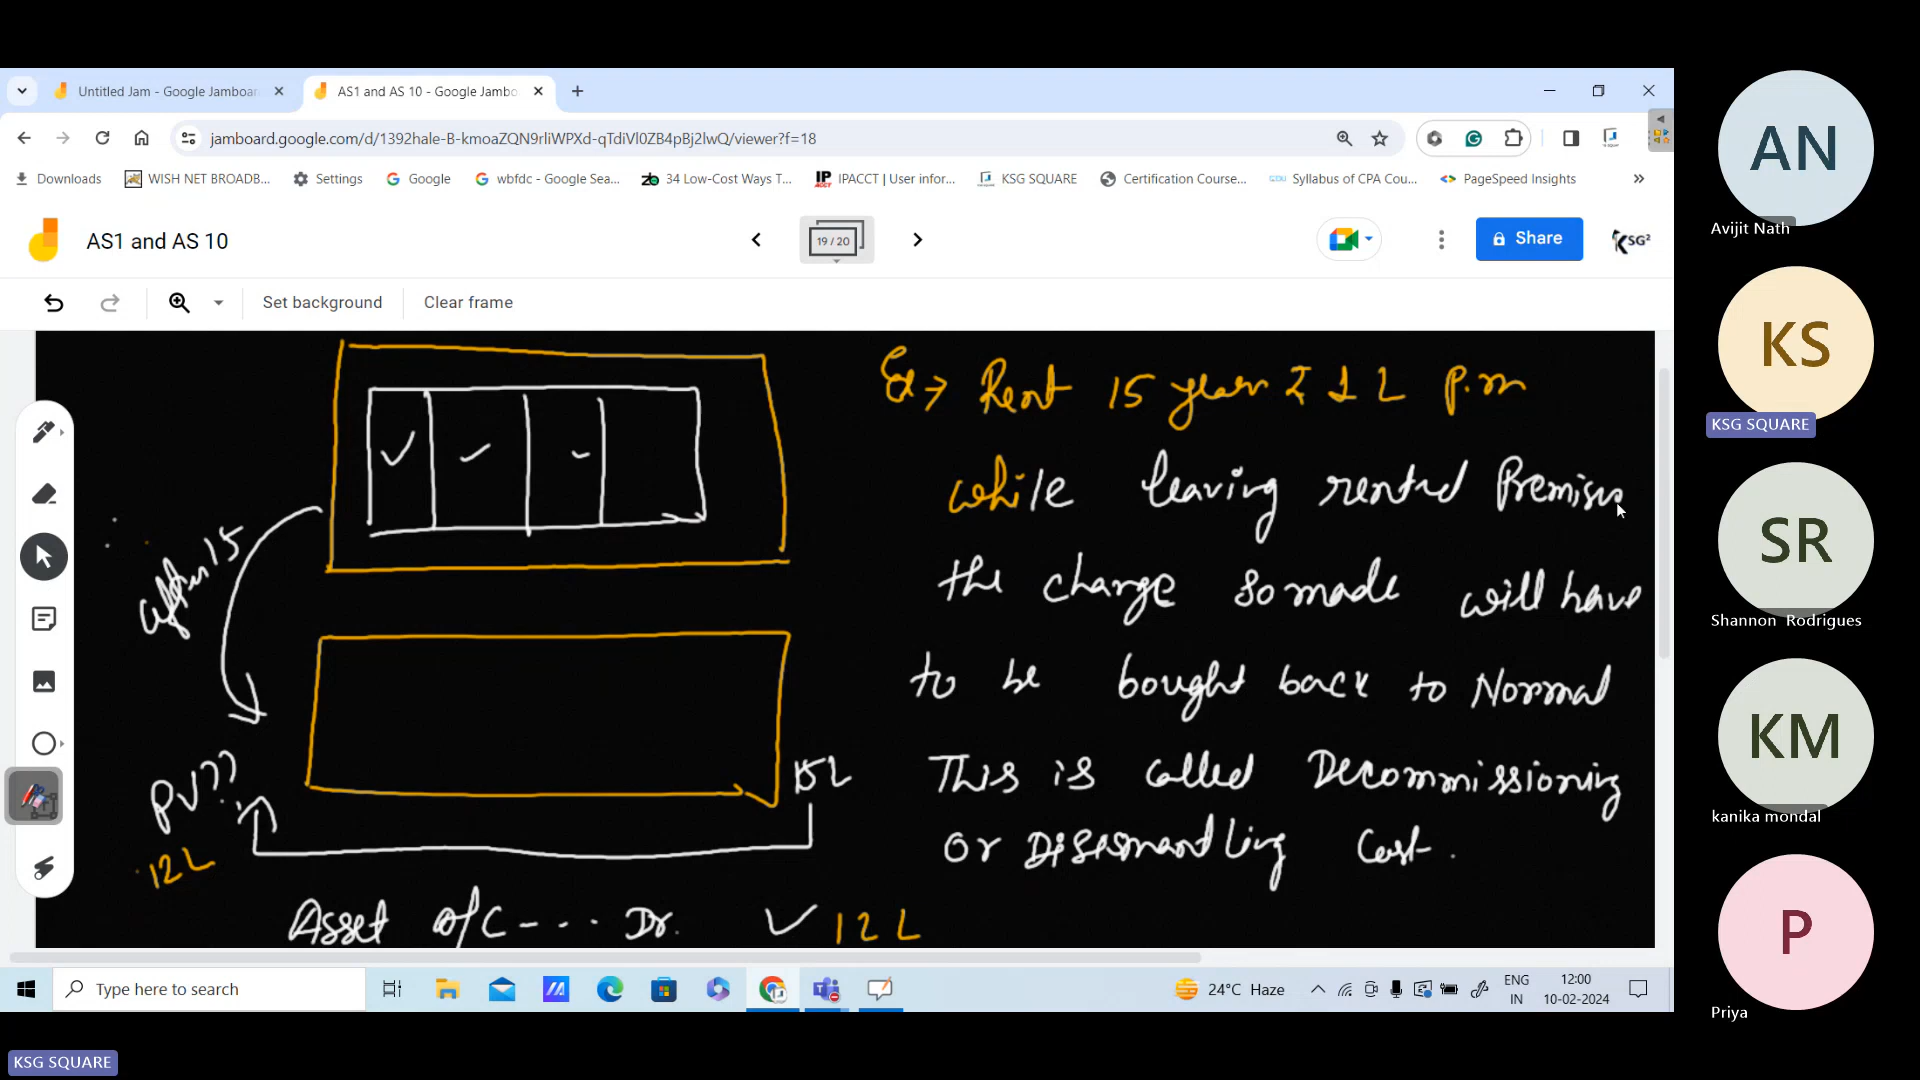 Untitled Jam - Google Jamboar
AS1 and AS 10 - Google Jambo
jamboard.google.com/d/1392hale-B-kmoaZQN9rliWPXd-qTdiVl0ZB4pBj2lwQ/viewer?f=18
Downloads WISH NET BROADB... Settings Google wbfdc - Google Sea... 34 Low-Cost Ways T... IPACCT | User infor... KSG SQUARE Certification Course... Syllabus of CPA Cou... PageSpeed Insights
AS1 and AS 10
19 / 20
Share
KSG²
Set background Clear frame
Ex → Rent 15 years ₹ 1 L p.m
while leaving rented Premises
the charge so made will have
to be bought back to Normal
This is called Decommissioning
or Cost.
After 15
PV??
12L
15L
Asset a/c --- Dr. 12 L
Type here to search
24°C Haze
ENG
IN
12:00
10-02-2024
AN
Avijit Nath
KS
KSG SQUARE
SR
Shannon Rodrigues
KM
kanika mondal
P
Priya
KSG SQUARE